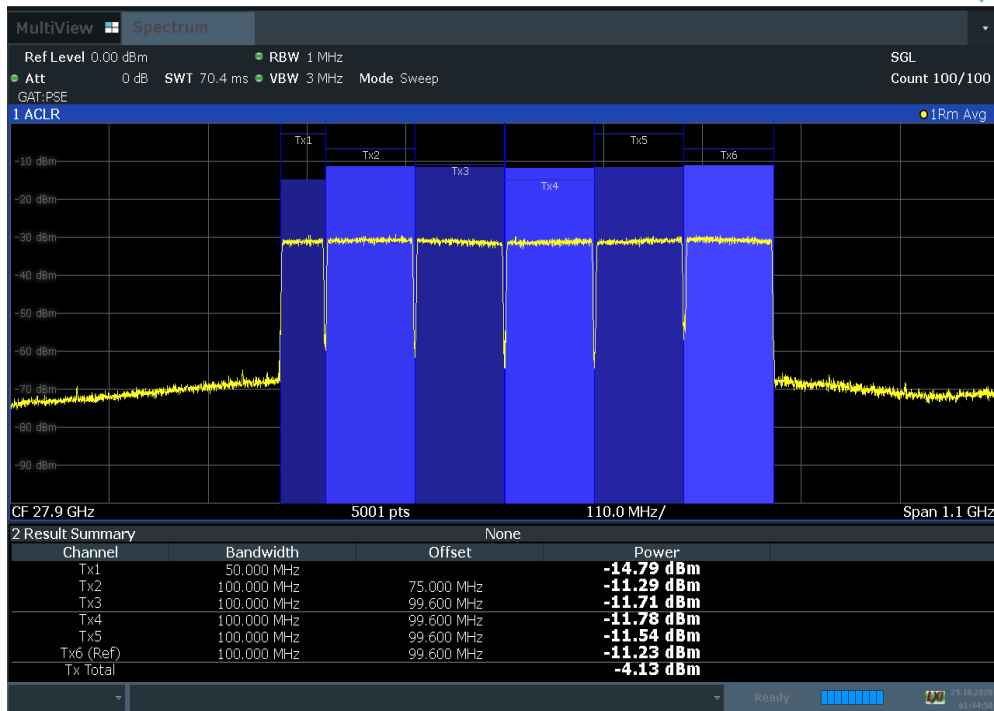 MultiView Spectrum
Ref Level 0.00 dBm RBW 1 MHz SGL
Att 0 dB SWT 70.4 ms VBW 3 MHz Mode Sweep Count 100/100
GAT:PSE
1 ACLR 1Rm Avg
Tx1 Tx5
Tx2 Tx6
-10 dBm
Tx3
Tx4
-20 dBm
-30 dBm
-40 dBm
-50 dBm
-60 dBm
-70 dBm
-80 dBm
-90 dBm
CF 27.9 GHz 5001 pts 110.0 MHz/ Span 1.1 GHz
2 Result Summary None
Channel Bandwidth Offset Power
Tx1 50.000 MHz -14.79 dBm
Tx2 100.000 MHz 75.000 MHz -11.29 dBm
Tx3 100.000 MHz 99.600 MHz -11.71 dBm
Tx4 100.000 MHz 99.600 MHz -11.78 dBm
Tx5 100.000 MHz 99.600 MHz -11.54 dBm
Tx6 (Ref) 100.000 MHz 99.600 MHz -11.23 dBm
Tx Total -4.13 dBm
Ready LXI 29.10.2020
01:44:50